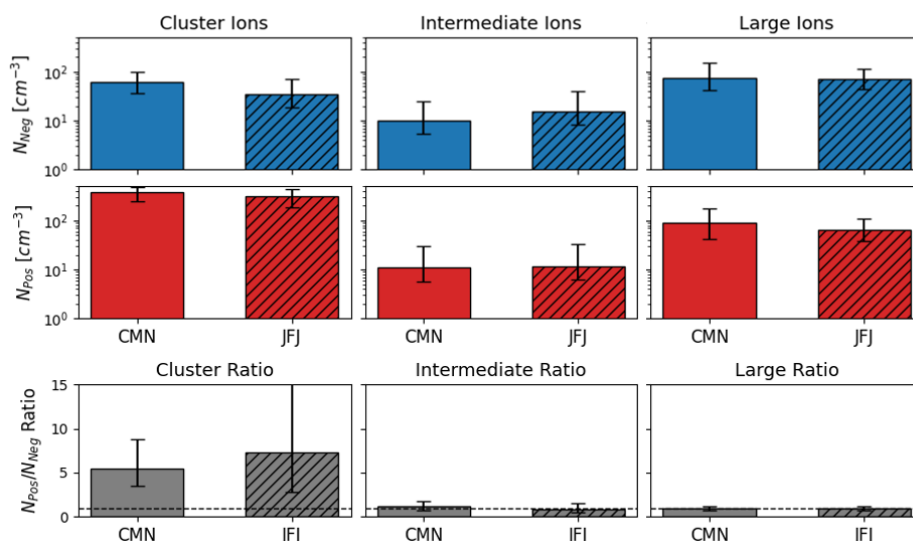 Cluster Ions Intermediate Ions Large Ions
N_Neg [cm^−3]
10^2
10^1
10^0
N_Pos [cm^−3]
10^2
10^1
10^0
CMN JFJ CMN JFJ CMN JFJ
Cluster Ratio Intermediate Ratio Large Ratio
N_Pos/N_Neg Ratio
15
10
5
0
CMN JFJ CMN JFJ CMN JFJ